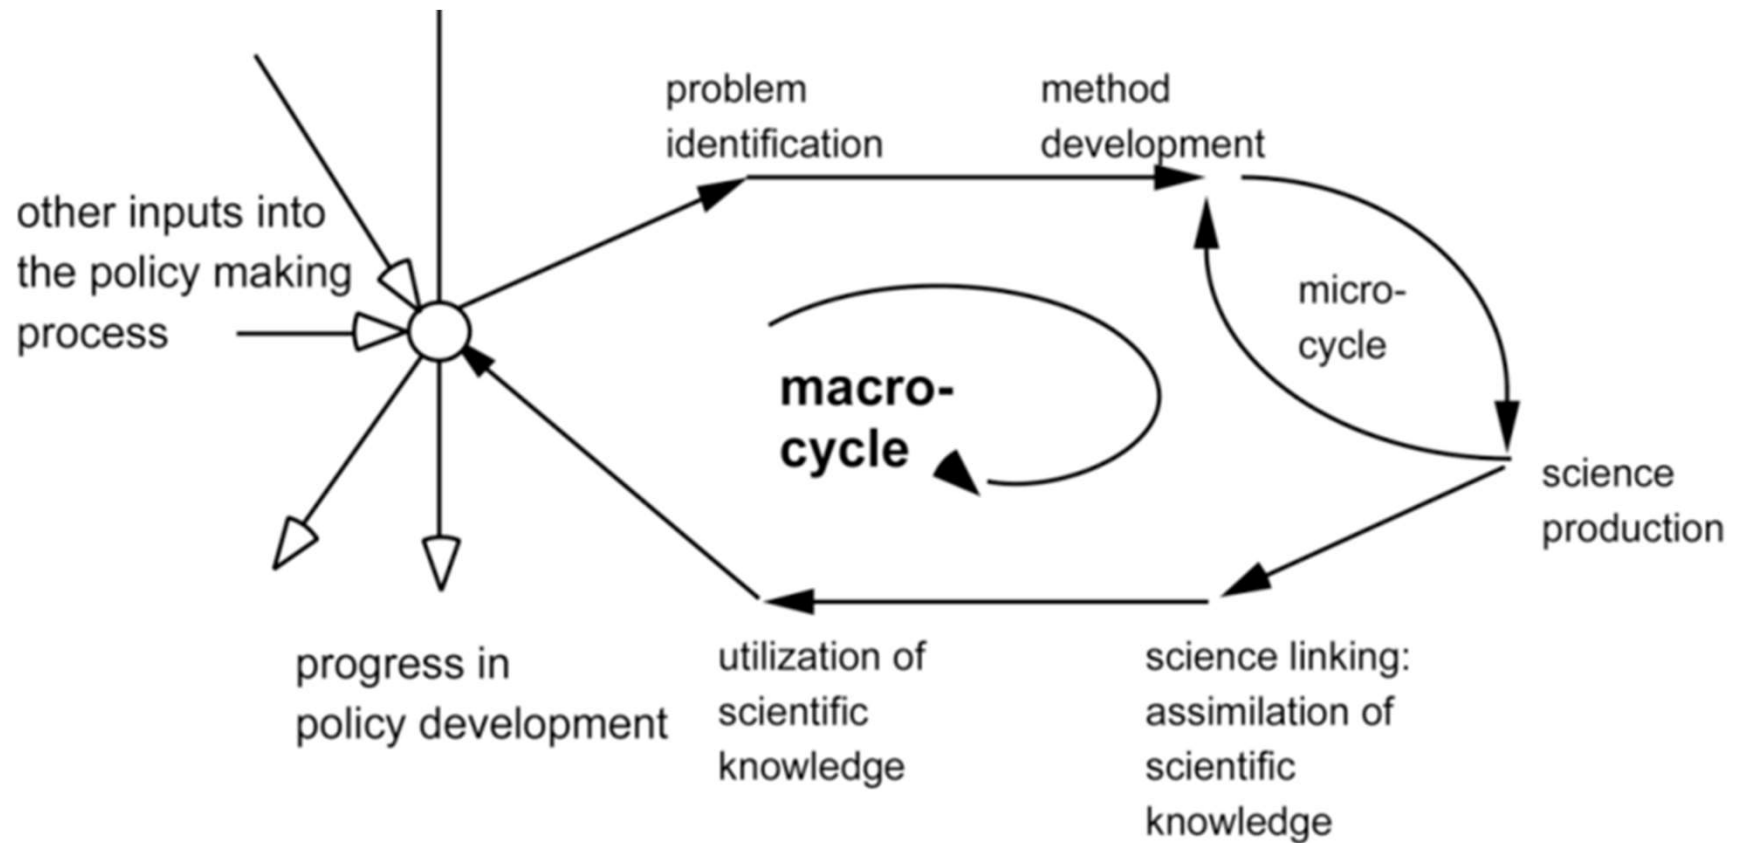 problem
identification
method
development
other inputs into
the policy making
process
micro-
cycle
macro-
cycle
science
production
progress in
policy development
utilization of
scientific
knowledge
science linking:
assimilation of
scientific
knowledge